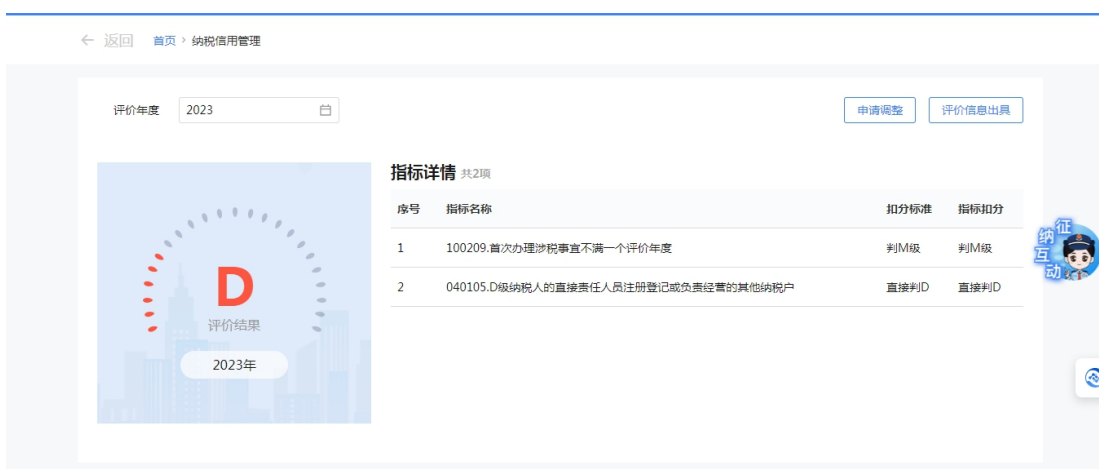 ← 返回 首页 > 纳税信用管理
评价年度 2023 申请调整 评价信息出具
指标详情 共2项
序号 指标名称 扣分标准 指标扣分
1 100209.首次办理涉税事宜不满一个评价年度 判M级 判M级
2 040105.D级纳税人的直接责任人员注册登记或负责经营的其他纳税户 直接判D 直接判D
D
评价结果
2023年
征纳互动